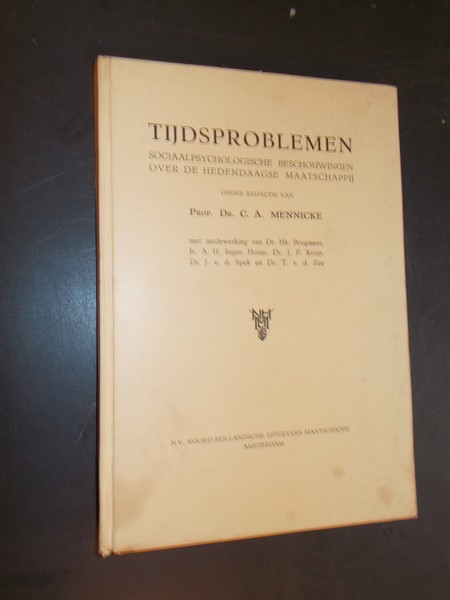 TIJDSPROBLEMEN
SOCIAALPSYCHOLOGISCHE BESCHOUWINGEN
OVER DE HEDENDAAGSE MAATSCHAPPIJ
ONDER REDACTIE VAN
PROF. DR. C. A. MENNICKE
met medewerking van Dr. Hk. Brugmans,
Ir. A. H. Ingen Housz, Dr. J. P. Kruijt,
Dr. J. v. d. Spek en Dr. T. v. d. Zee
N.V. NOORD-HOLLANDSCHE UITGEVERS MAATSCHAPPIJ
AMSTERDAM